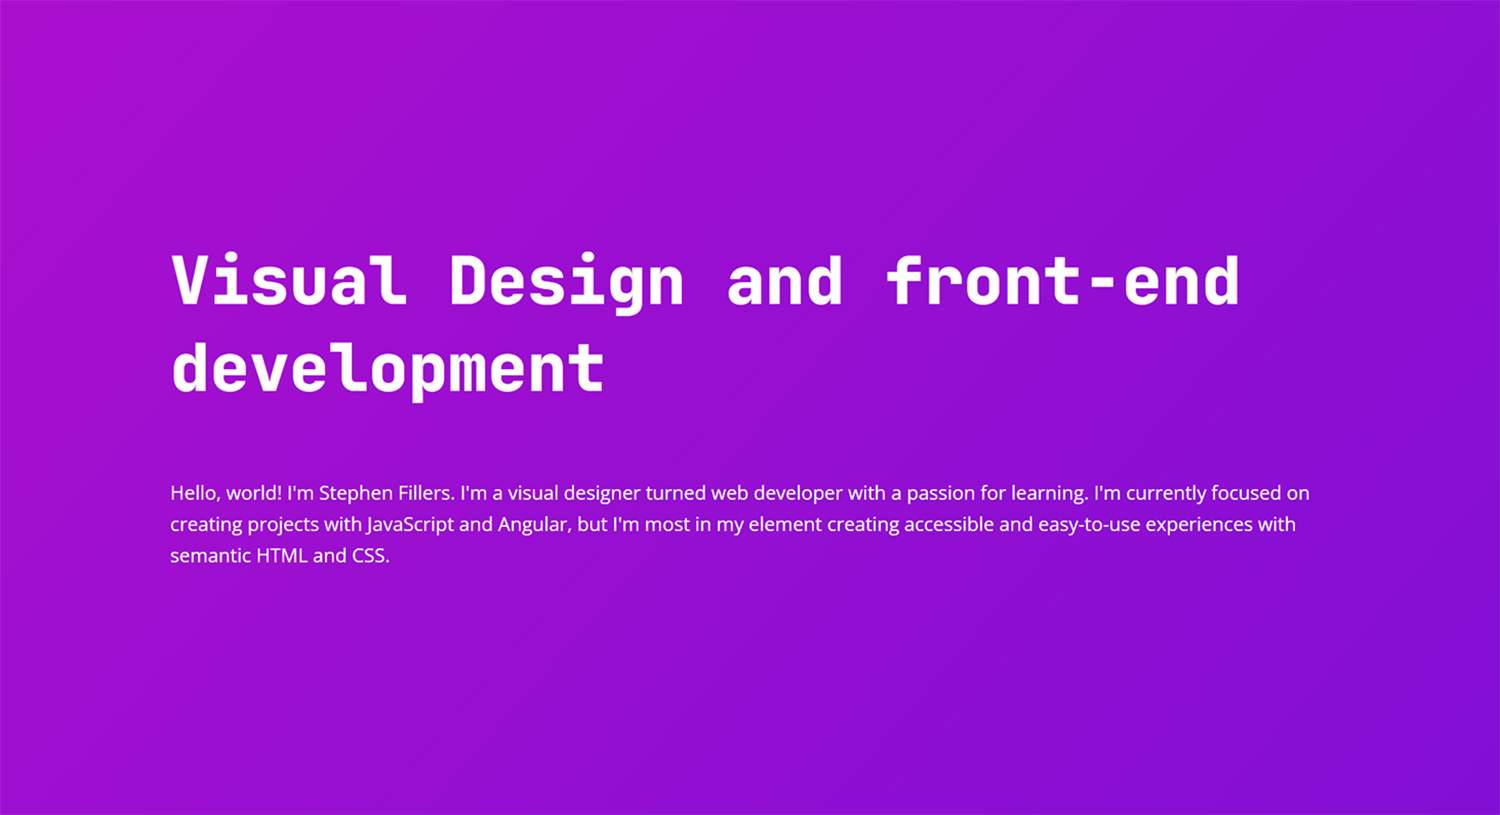 Visual Design and front-end
development
Hello, world! I'm Stephen Fillers. I'm a visual designer turned web developer with a passion for learning. I'm currently focused on
creating projects with JavaScript and Angular, but I'm most in my element creating accessible and easy-to-use experiences with
semantic HTML and CSS.